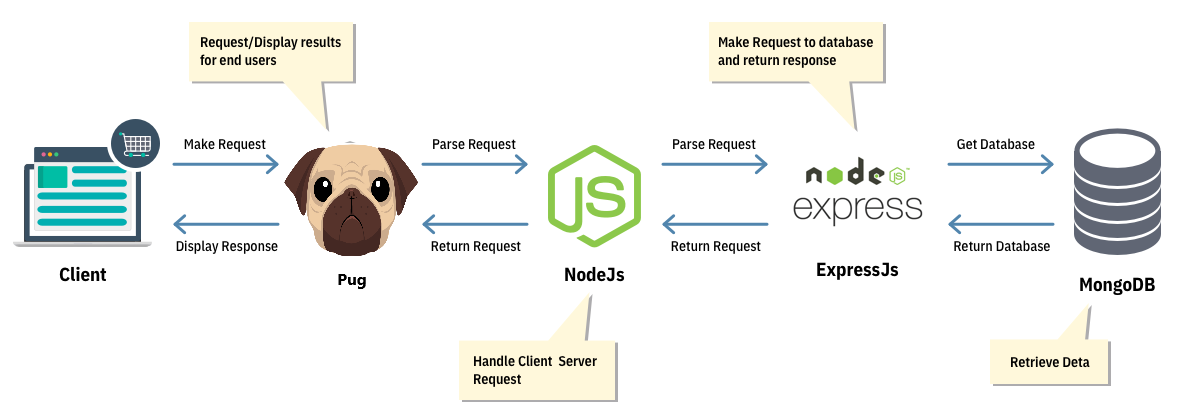 Request/Display results
for end users
Make Request to database
and return response
Make Request
Parse Request
Parse Request
Get Database
JS
node JS
express
Display Response
Return Request
Return Request
Return Database
Client
Pug
NodeJs
ExpressJs
MongoDB
Handle Client Server
Request
Retrieve Deta